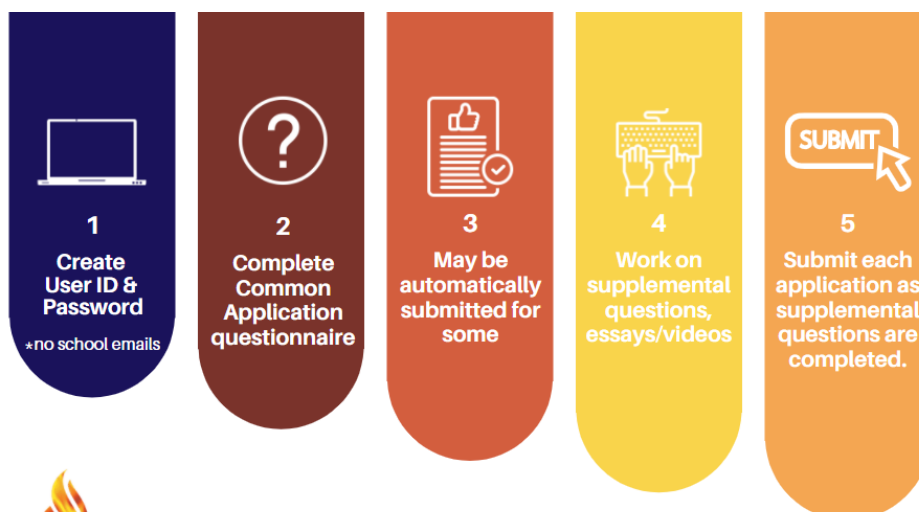 1
Create
User ID &
Password
*no school emails
2
Complete
Common
Application
questionnaire
3
May be
automatically
submitted for
some
4
Work on
supplemental
questions,
essays/videos
SUBMIT
5
Submit each
application as
supplemental
questions are
completed.